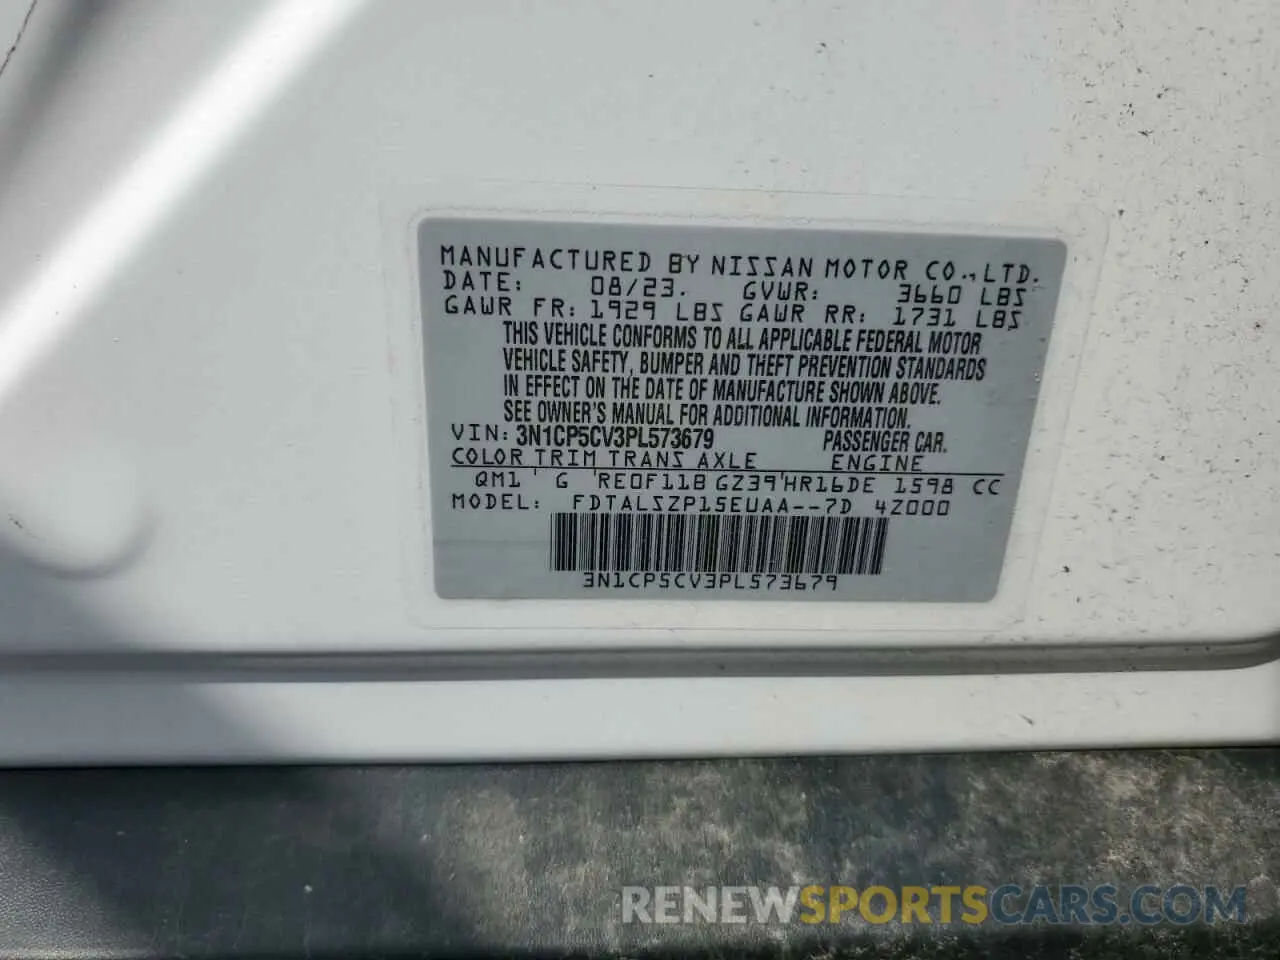 MANUFACTURED BY NISSAN MOTOR CO.,LTD.
DATE: 08/23. GVWR: 3660 LBS
GAWR FR: 1929 LBS GAWR RR: 1731 LBS
THIS VEHICLE CONFORMS TO ALL APPLICABLE FEDERAL MOTOR
VEHICLE SAFETY, BUMPER AND THEFT PREVENTION STANDARDS
IN EFFECT ON THE DATE OF MANUFACTURE SHOWN ABOVE.
SEE OWNER'S MANUAL FOR ADDITIONAL INFORMATION.
VIN: 3N1CP5CV3PL573679 PASSENGER CAR.
COLOR TRIM TRANS AXLE ENGINE
QM1 ' G 'RE0F11B GZ39'HR16DE 1598 CC
MODEL: FDTALSZP15EUAA--7D 4Z000
3N1CP5CV3PL573679
RENEWSPORTSCARS.COM